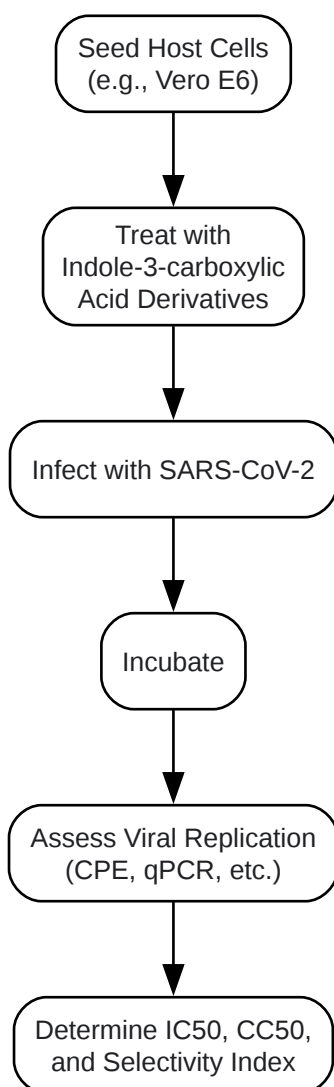 Seed Host Cells
(e.g., Vero E6)
Treat with
Indole-3-carboxylic
Acid Derivatives
Infect with SARS-CoV-2
Incubate
Assess Viral Replication
(CPE, qPCR, etc.)
Determine IC50, CC50,
and Selectivity Index